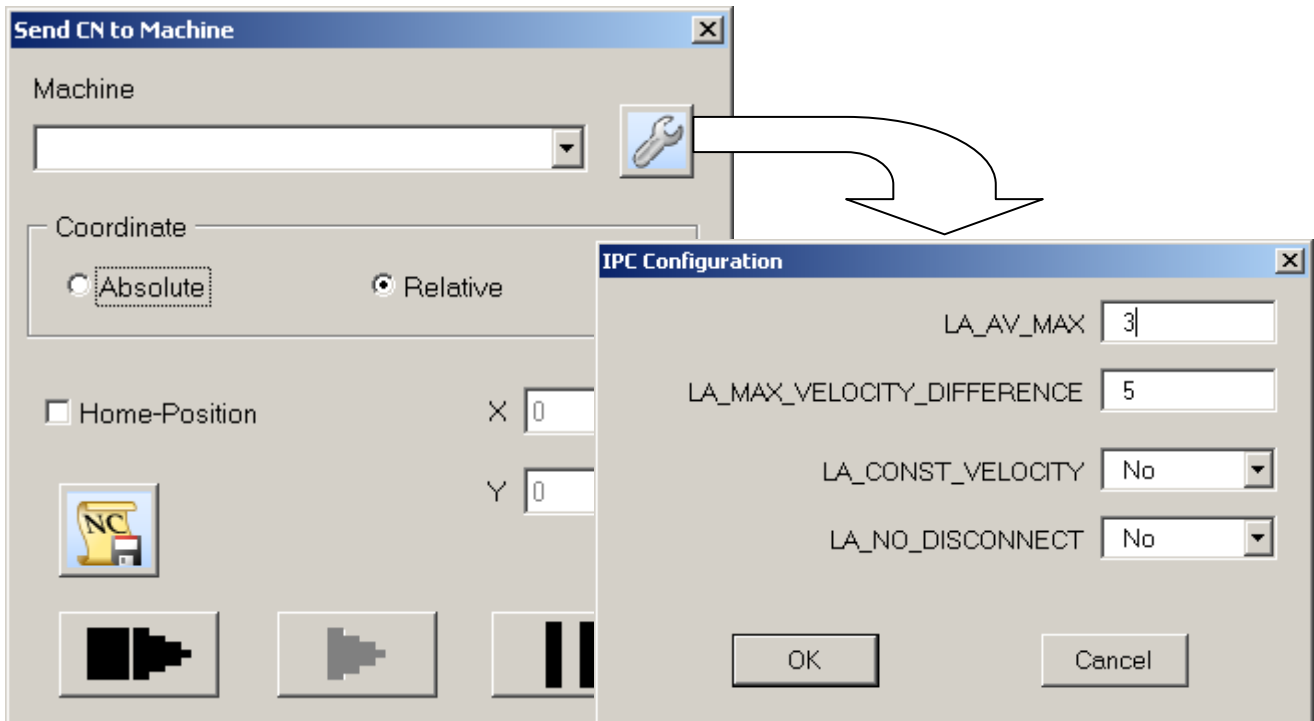 Send CN to Machine
Machine
Coordinate
Absolute
Relative
Home-Position
X 0
Y 0
NC
IPC Configuration
LA_AV_MAX 3
LA_MAX_VELOCITY_DIFFERENCE 5
LA_CONST_VELOCITY No
LA_NO_DISCONNECT No
OK
Cancel